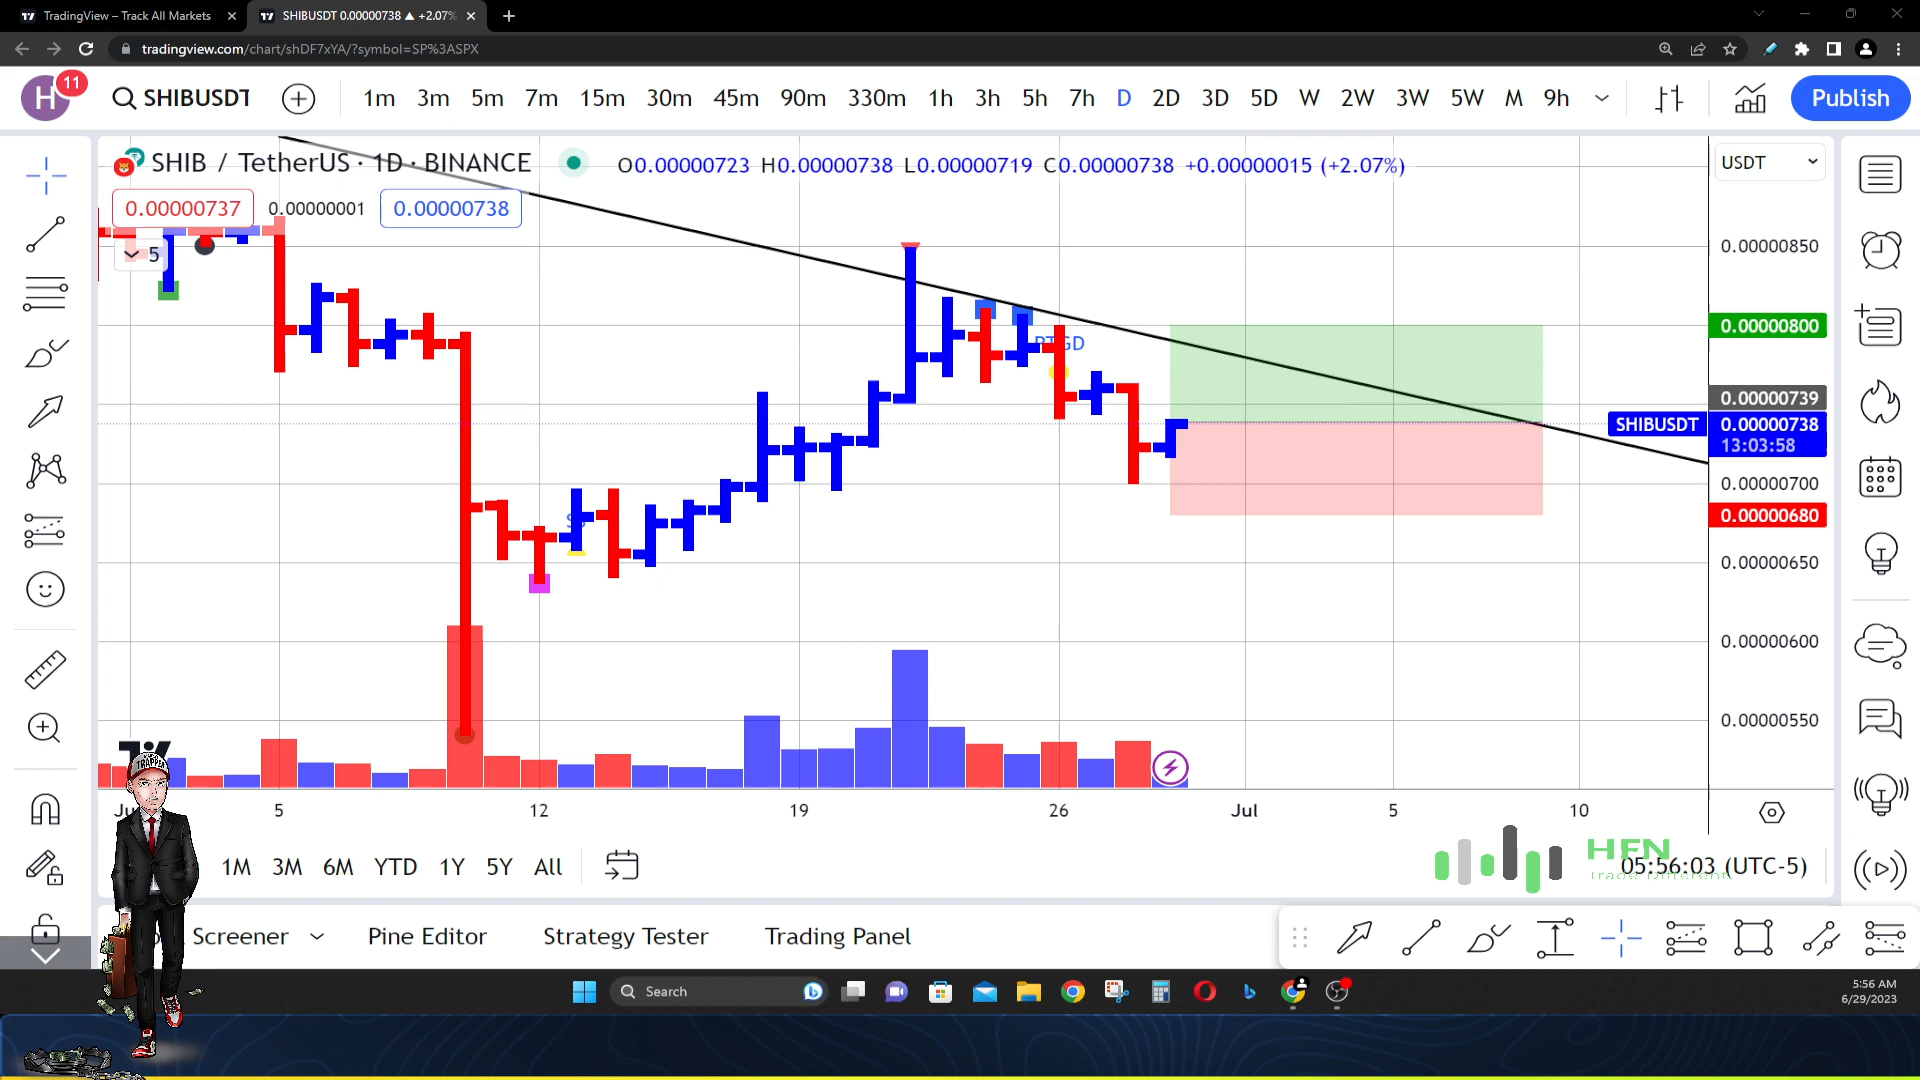 TradingView – Track All Markets
SHIBUSDT 0.00000738 ▲ +2.07%
tradingview.com/chart/shDF7xYA/?symbol=SP%3ASPX
H 11 SHIBUSDT 1m 3m 5m 7m 15m 30m 45m 90m 330m 1h 3h 5h 7h D 2D 3D 5D W 2W 3W 5W M 9h Publish
SHIB / TetherUS · 1D · BINANCE O0.00000723 H0.00000738 L0.00000719 C0.00000738 +0.00000015 (+2.07%) USDT
0.00000737 0.00000001 0.00000738
5
0.00000850
0.00000800
0.00000739
SHIBUSDT 0.00000738
13:03:58
0.00000700
0.00000680
0.00000650
0.00000600
0.00000550
5 12 19 26 Jul 5 10
TRAPPER
1M 3M 6M YTD 1Y 5Y All
HFN
05:56:03 (UTC-5)
Trade Different
Screener Pine Editor Strategy Tester Trading Panel
Search
5:56 AM
6/29/2023